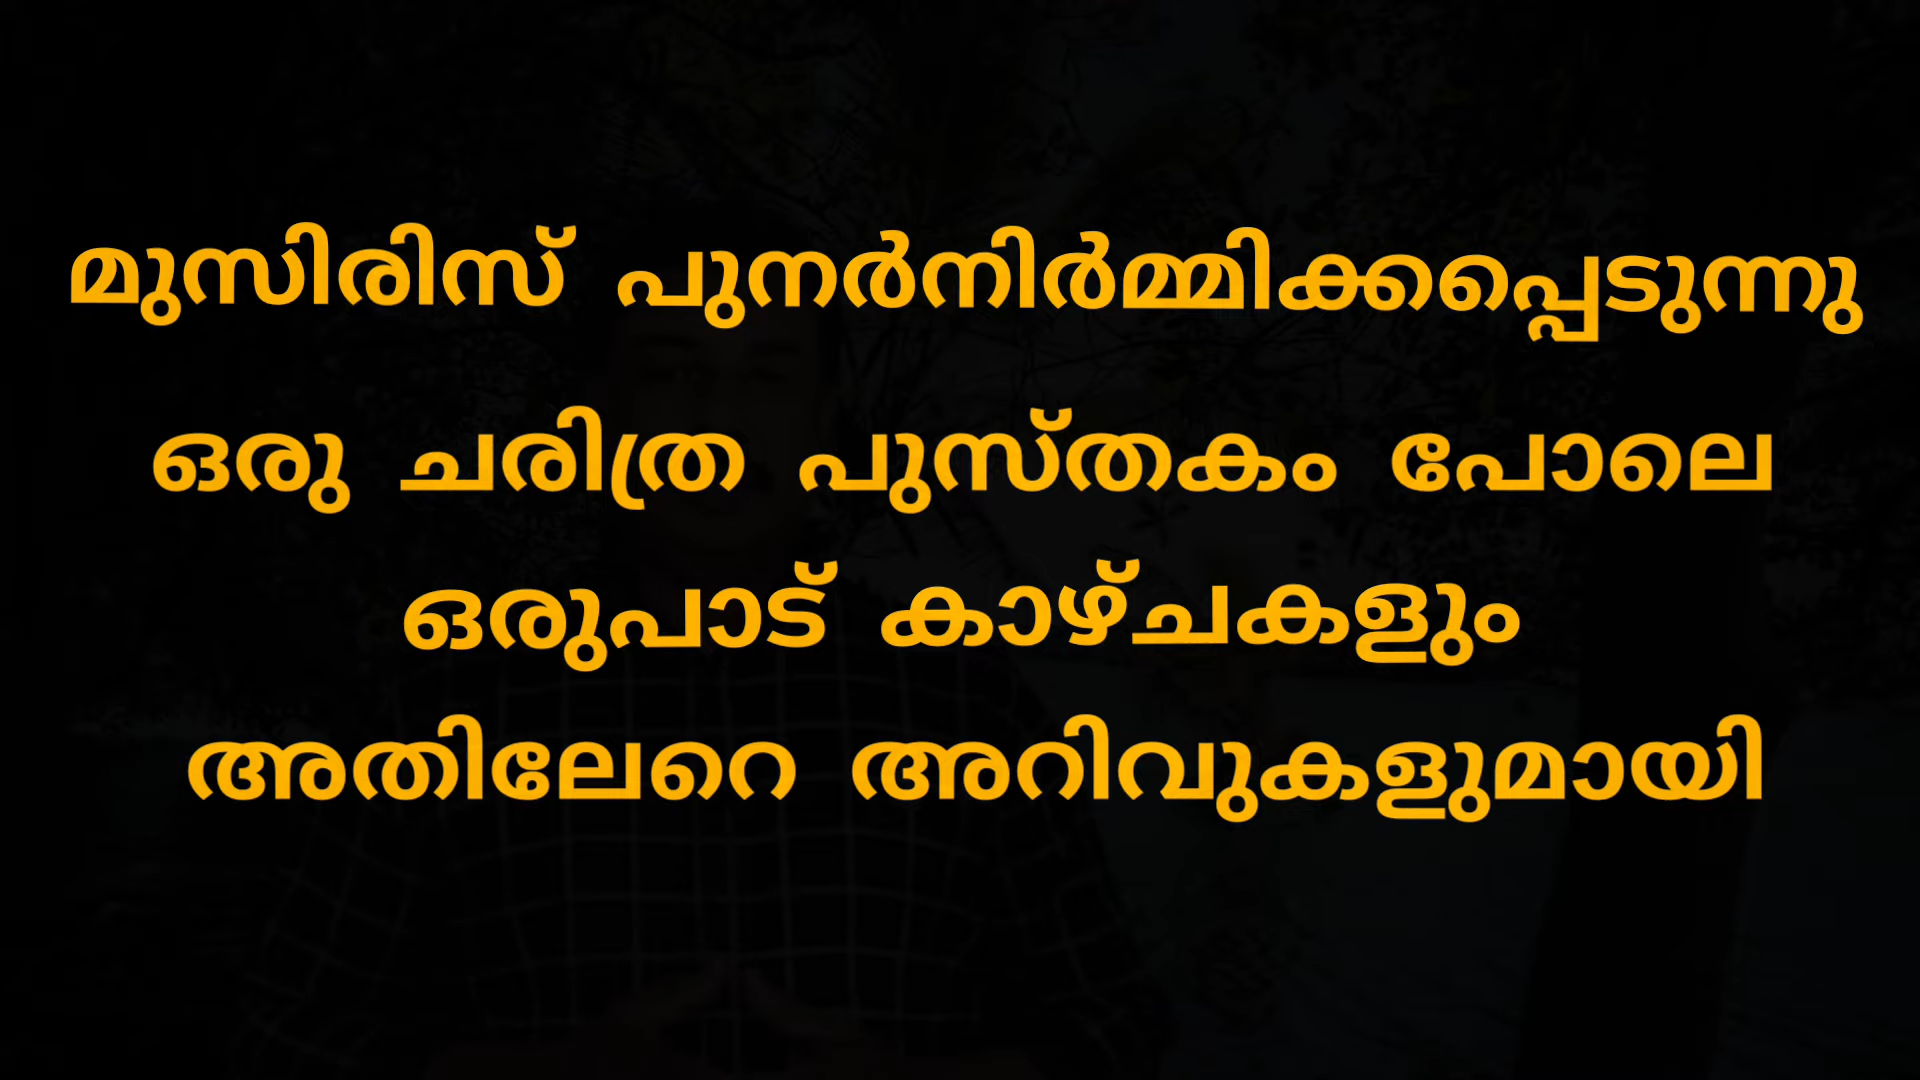 മുസിരിസ് പുനർനിർമ്മിക്കപ്പെടുന്നു
ഒരു ചരിത്ര പുസ്തകം പോലെ
ഒരുപാട് കാഴ്ചകളും
അതിലേറെ അറിവുകളുമായി